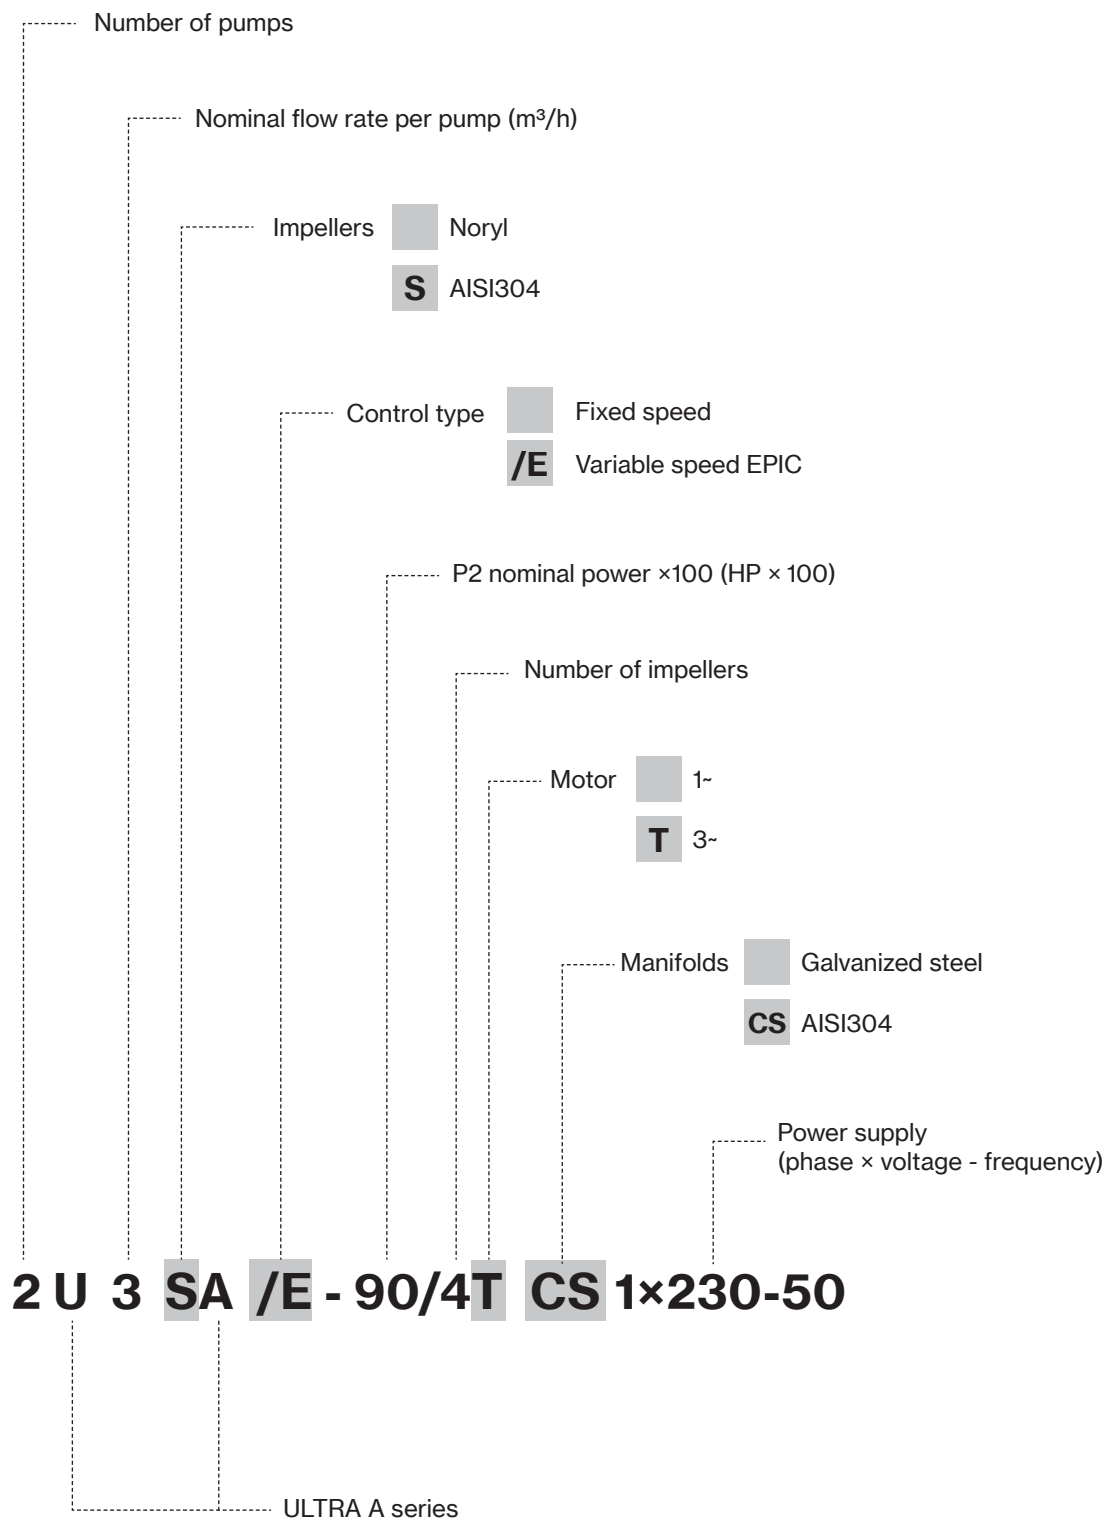 Number of pumps
Nominal flow rate per pump (m³/h)
Impellers Noryl
S AISI304
Control type Fixed speed
/E Variable speed EPIC
P2 nominal power ×100 (HP × 100)
Number of impellers
Motor 1~
T 3~
Manifolds Galvanized steel
CS AISI304
Power supply
(phase × voltage - frequency)
2 U 3 SA /E - 90/4T CS 1×230-50
ULTRA A series